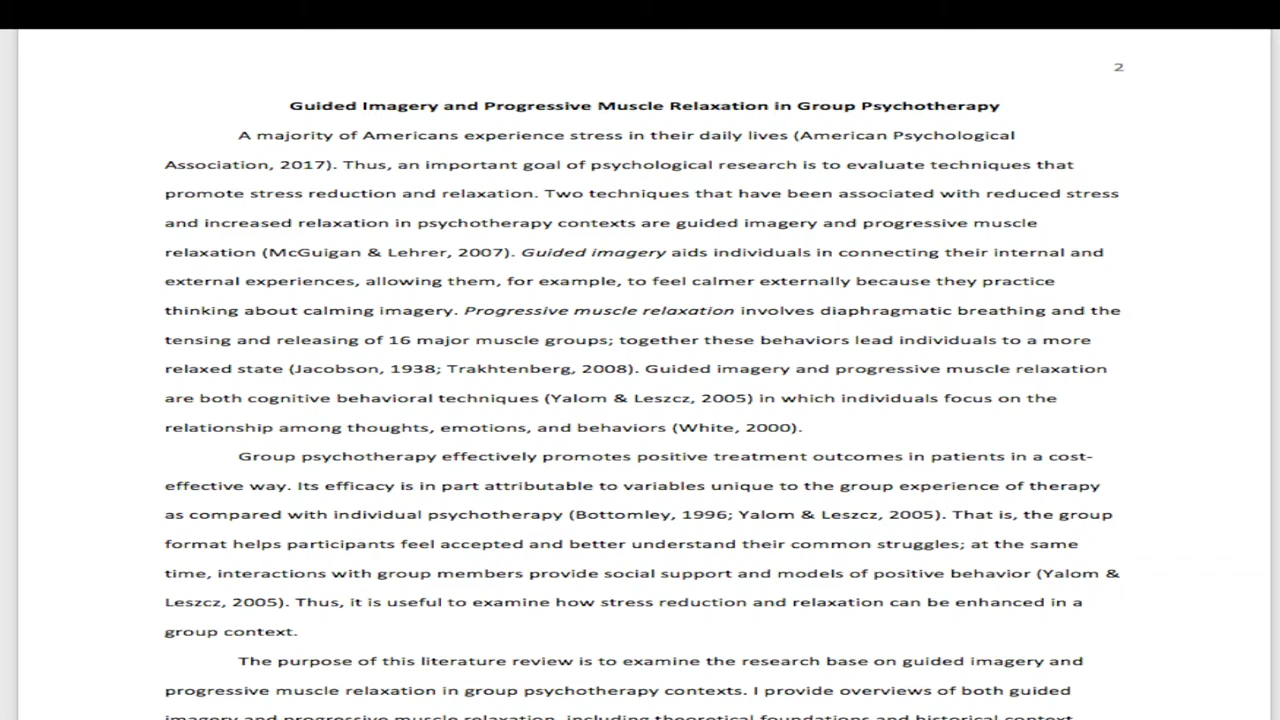 2
Guided Imagery and Progressive Muscle Relaxation in Group Psychotherapy
A majority of Americans experience stress in their daily lives (American Psychological
Association, 2017). Thus, an important goal of psychological research is to evaluate techniques that
promote stress reduction and relaxation. Two techniques that have been associated with reduced stress
and increased relaxation in psychotherapy contexts are guided imagery and progressive muscle
relaxation (McGuigan & Lehrer, 2007). Guided imagery aids individuals in connecting their internal and
external experiences, allowing them, for example, to feel calmer externally because they practice
thinking about calming imagery. Progressive muscle relaxation involves diaphragmatic breathing and the
tensing and releasing of 16 major muscle groups; together these behaviors lead individuals to a more
relaxed state (Jacobson, 1938; Trakhtenberg, 2008). Guided imagery and progressive muscle relaxation
are both cognitive behavioral techniques (Yalom & Leszcz, 2005) in which individuals focus on the
relationship among thoughts, emotions, and behaviors (White, 2000).
Group psychotherapy effectively promotes positive treatment outcomes in patients in a cost-
effective way. Its efficacy is in part attributable to variables unique to the group experience of therapy
as compared with individual psychotherapy (Bottomley, 1996; Yalom & Leszcz, 2005). That is, the group
format helps participants feel accepted and better understand their common struggles; at the same
time, interactions with group members provide social support and models of positive behavior (Yalom &
Leszcz, 2005). Thus, it is useful to examine how stress reduction and relaxation can be enhanced in a
group context.
The purpose of this literature review is to examine the research base on guided imagery and
progressive muscle relaxation in group psychotherapy contexts. I provide overviews of both guided
imagery and progressive muscle relaxation, including theoretical foundations and historical context